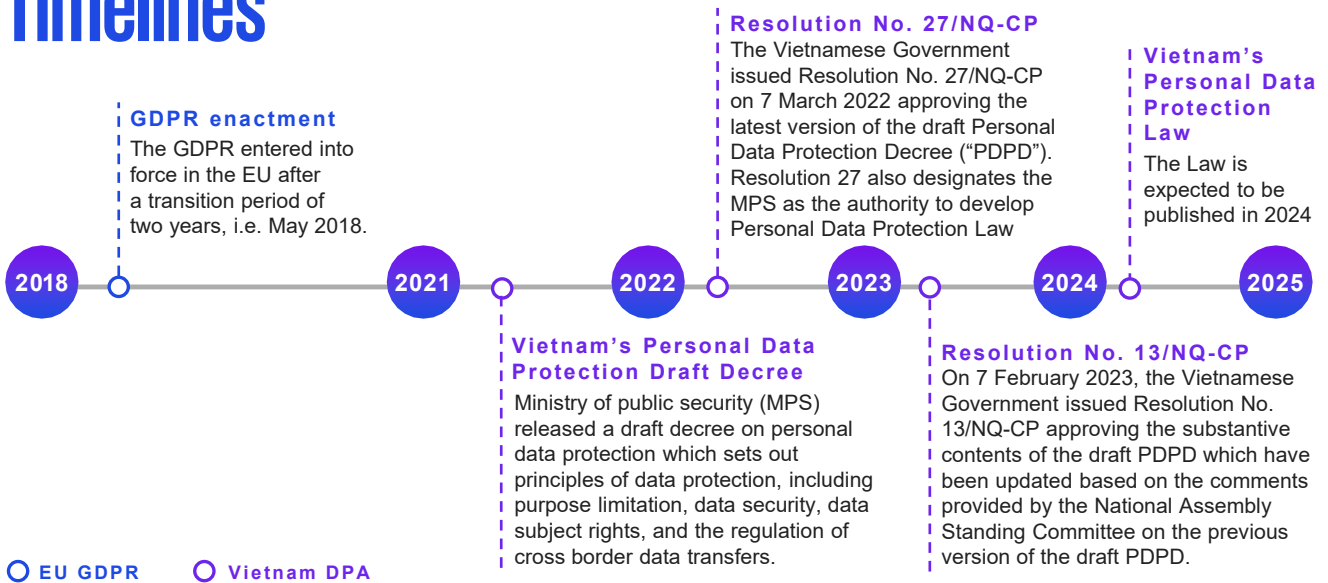 Timelines
Resolution No. 27/NQ-CP
The Vietnamese Government
issued Resolution No. 27/NQ-CP
on 7 March 2022 approving the
latest version of the draft Personal
Data Protection Decree (“PDPD”).
Resolution 27 also designates the
MPS as the authority to develop
Personal Data Protection Law
Vietnam’s
Personal Data
Protection
Law
The Law is
expected to be
published in 2024
GDPR enactment
The GDPR entered into
force in the EU after
a transition period of
two years, i.e. May 2018.
2018
2021
2022
2023
2024
2025
Vietnam’s Personal Data
Protection Draft Decree
Ministry of public security (MPS)
released a draft decree on personal
data protection which sets out
principles of data protection, including
purpose limitation, data security, data
subject rights, and the regulation of
cross border data transfers.
Resolution No. 13/NQ-CP
On 7 February 2023, the Vietnamese
Government issued Resolution No.
13/NQ-CP approving the substantive
contents of the draft PDPD which have
been updated based on the comments
provided by the National Assembly
Standing Committee on the previous
version of the draft PDPD.
EU GDPR
Vietnam DPA